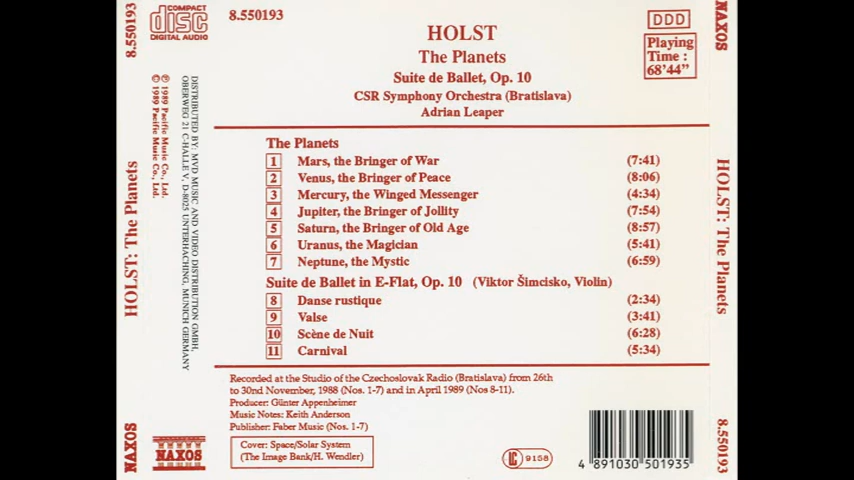 8.550193
COMPACT
disc
DIGITAL AUDIO
8.550193
HOLST
The Planets
Suite de Ballet, Op. 10
CSR Symphony Orchestra (Bratislava)
Adrian Leaper
DDD
Playing
Time :
68'44"
NAXOS
The Planets
1 Mars, the Bringer of War (7:41)
2 Venus, the Bringer of Peace (8:06)
3 Mercury, the Winged Messenger (4:34)
4 Jupiter, the Bringer of Jollity (7:54)
5 Saturn, the Bringer of Old Age (8:57)
6 Uranus, the Magician (5:41)
7 Neptune, the Mystic (6:59)
Suite de Ballet in E-Flat, Op. 10 (Viktor Šimcisko, Violin)
8 Danse rustique (2:34)
9 Valse (3:41)
10 Scène de Nuit (6:28)
11 Carnival (5:34)
Recorded at the Studio of the Czechoslovak Radio (Bratislava) from 26th
to 30nd November, 1988 (Nos. 1-7) and in April 1989 (Nos 8-11).
Producer: Günter Appenheimer
Music Notes: Keith Anderson
Publisher: Faber Music (Nos. 1-7)
Cover: Space/Solar System
(The Image Bank/H. Wendler)
LC 9158
4 891030 501935
℗ 1989 Pacific Music Co., Ltd.
© 1989 Pacific Music Co., Ltd.
DISTRIBUTED BY: MVD MUSIC AND VIDEO DISTRIBUTION GMBH,
OBERWEG 21 C-HALLE V, D-8025 UNTERHACHING, MUNICH GERMANY
HOLST: The Planets
NAXOS
NAXOS
HOLST: The Planets
8.550193